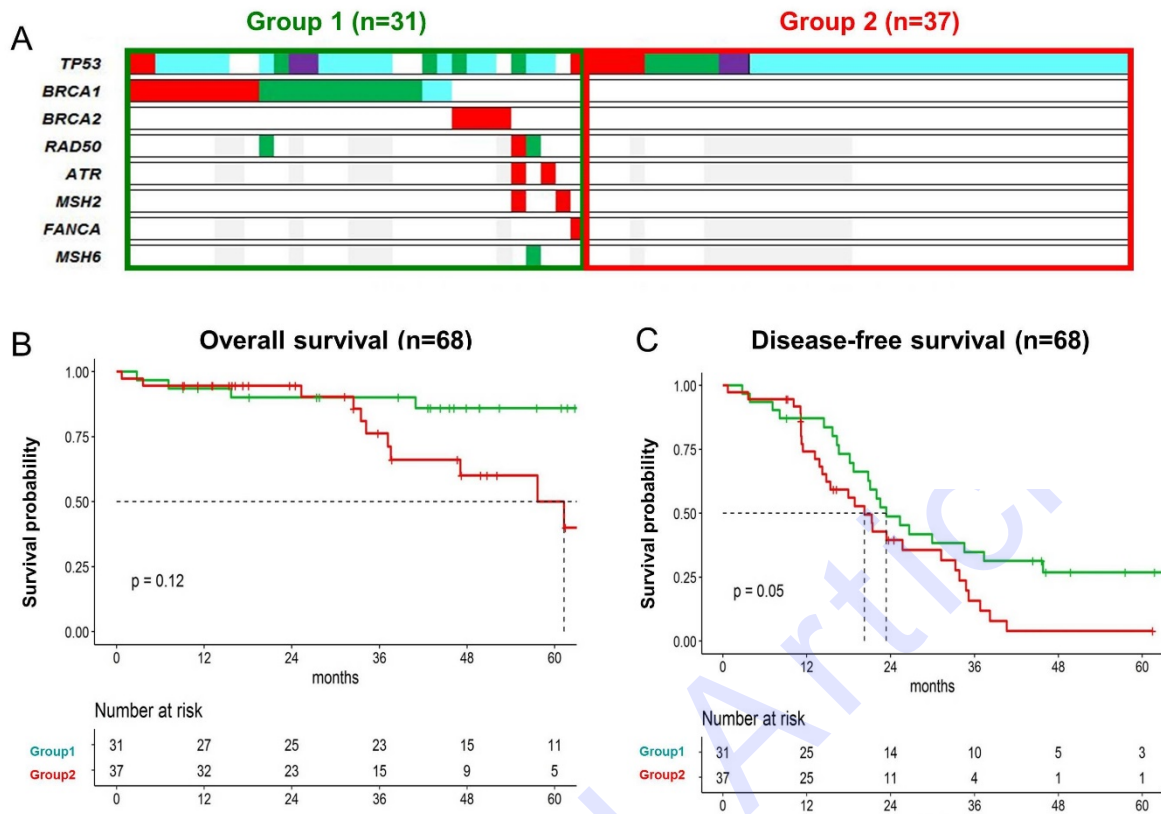 Group 1 (n=31) Group 2 (n=37)
A
TP53
BRCA1
BRCA2
RAD50
ATR
MSH2
FANCA
MSH6
B Overall survival (n=68)
Survival probability
1.00
0.75
0.50
0.25
0.00
p = 0.12
0 12 24 36 48 60
months
Number at risk
Group1 31 27 25 23 15 11
Group2 37 32 23 15 9 5
0 12 24 36 48 60
C Disease-free survival (n=68)
Survival probability
1.00
0.75
0.50
0.25
0.00
p = 0.05
0 12 24 36 48 60
months
Number at risk
Group1 31 25 14 10 5 3
Group2 37 25 11 4 1 1
0 12 24 36 48 60